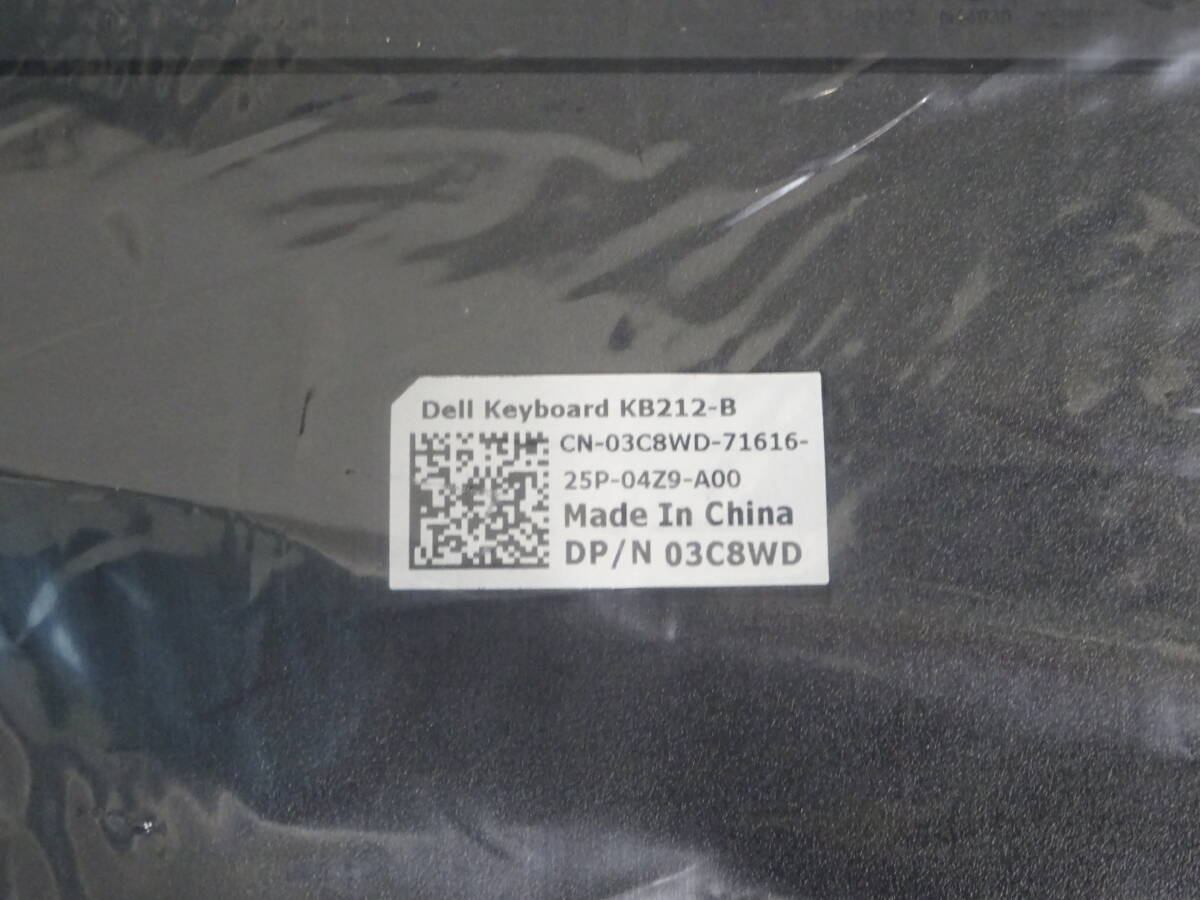 Dell Keyboard KB212-B
CN-03C8WD-71616-
25P-04Z9-A00
Made In China
DP/N 03C8WD